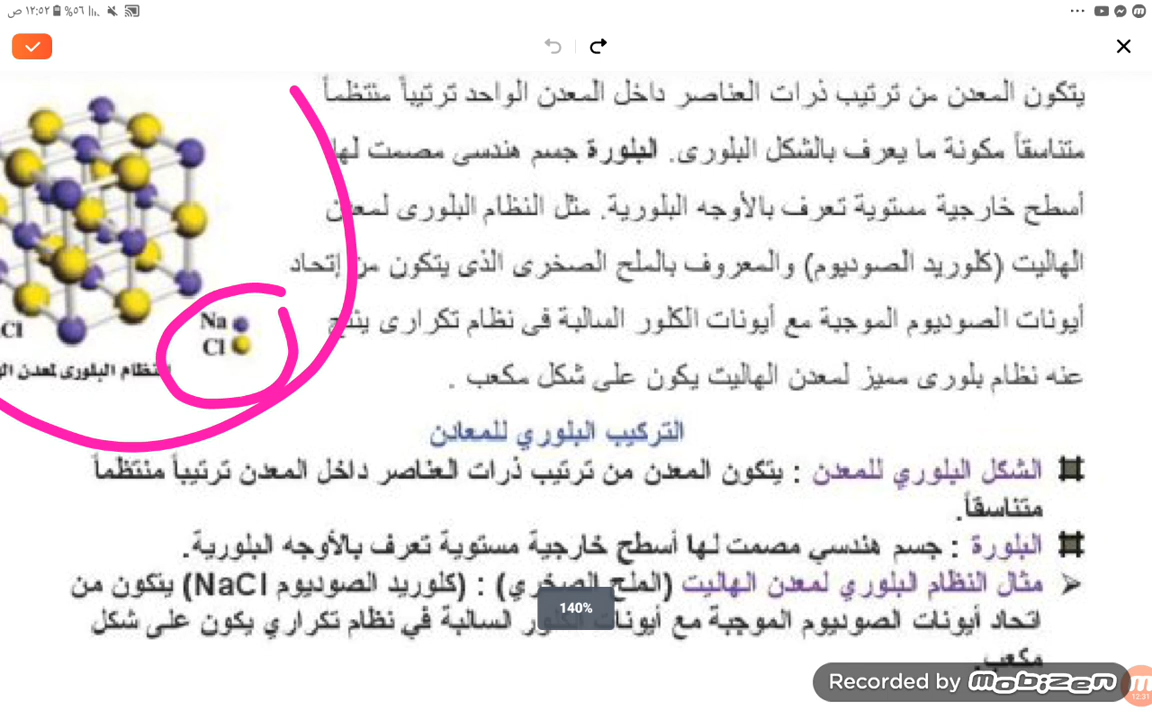 ١٢:٥٢ ص ٥٦%
يتكون المعدن من ترتيب ذرات العناصر داخل المعدن الواحد ترتيباً منتظماً
متناسقاً مكونة ما يعرف بالشكل البلورى. البلورة جسم هندسى مصمت لها
أسطح خارجية مستوية تعرف بالأوجه البلورية. مثل النظام البلورى لمعدن
الهاليت (كلوريد الصوديوم) والمعروف بالملح الصخرى الذى يتكون من إتحاد
أيونات الصوديوم الموجبة مع أيونات الكلور السالبة فى نظام تكرارى ينتج
عنه نظام بلورى مميز لمعدن الهاليت يكون على شكل مكعب .
Na
Cl
Cl
النظام البلورى لمعدن
التركيب البلوري للمعادن
الشكل البلوري للمعدن : يتكون المعدن من ترتيب ذرات العناصر داخل المعدن ترتيباً منتظماً
متناسقاً.
البلورة : جسم هندسي مصمت لها أسطح خارجية مستوية تعرف بالأوجه البلورية.
مثال النظام البلوري لمعدن الهاليت (الملح الصخري) : (كلوريد الصوديوم NaCl) يتكون من
اتحاد أيونات الصوديوم الموجبة مع أيونات الكلور السالبة في نظام تكراري يكون على شكل
مكعب.
140%
Recorded by mobizen
12:31